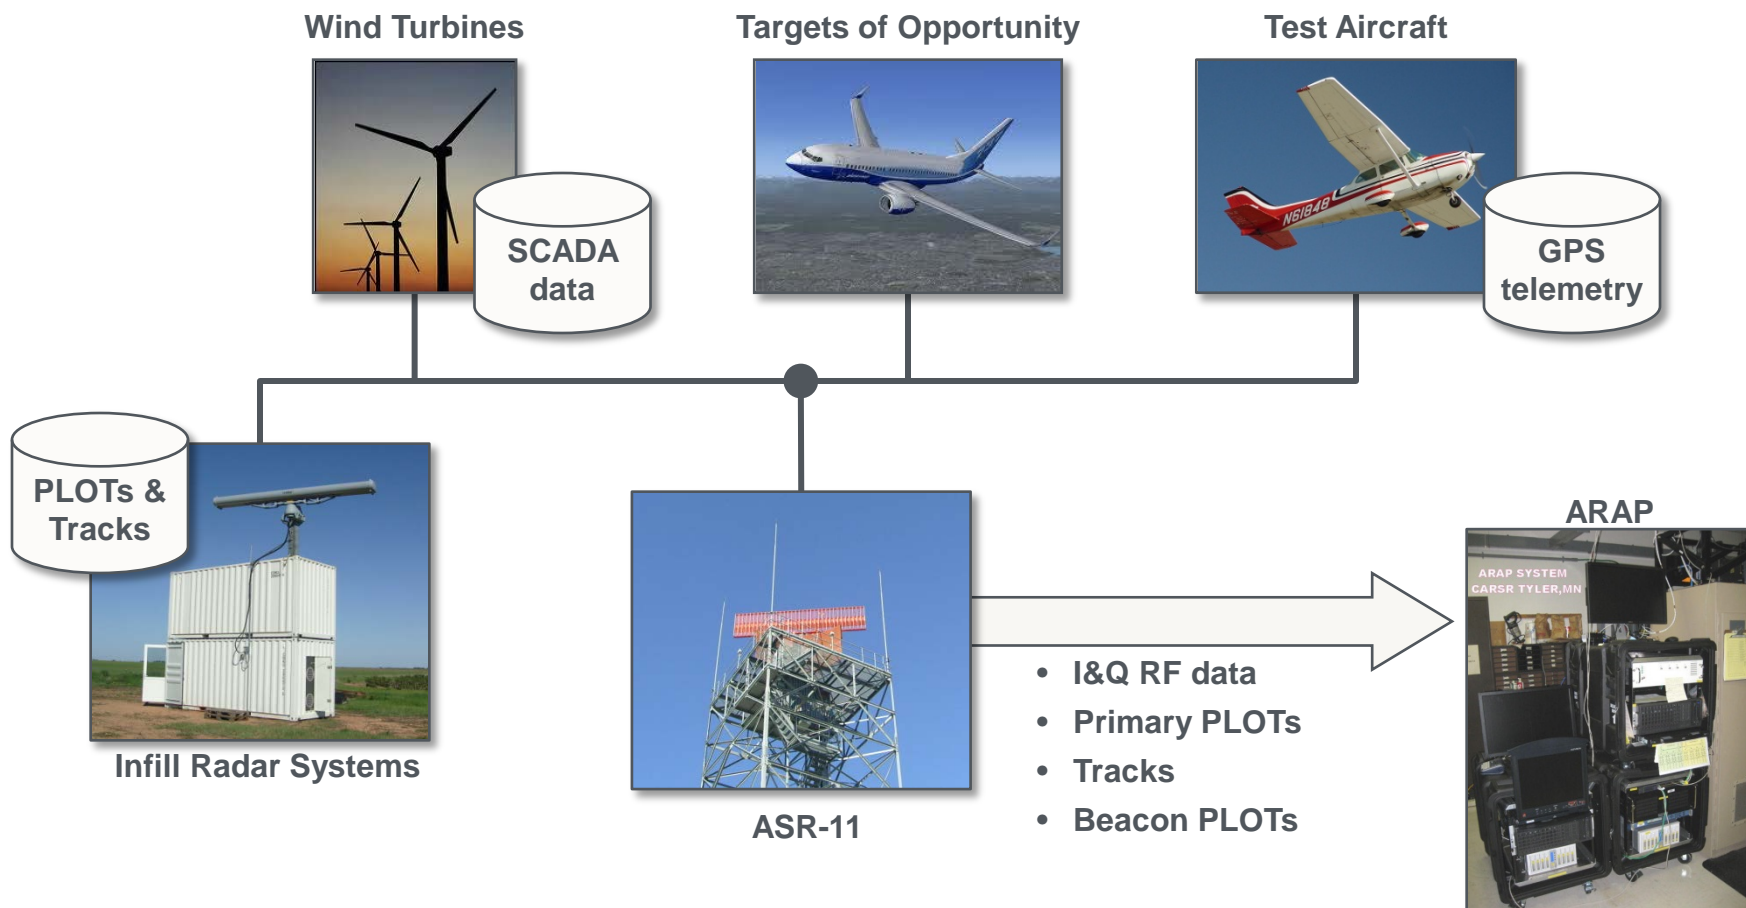 Wind Turbines
Targets of Opportunity
Test Aircraft
SCADA
data
N61848
GPS
telemetry
PLOTs &
Tracks
Infill Radar Systems
ASR-11
• I&Q RF data
• Primary PLOTs
• Tracks
• Beacon PLOTs
ARAP
ARAP SYSTEM
CARSR TYLER,MN